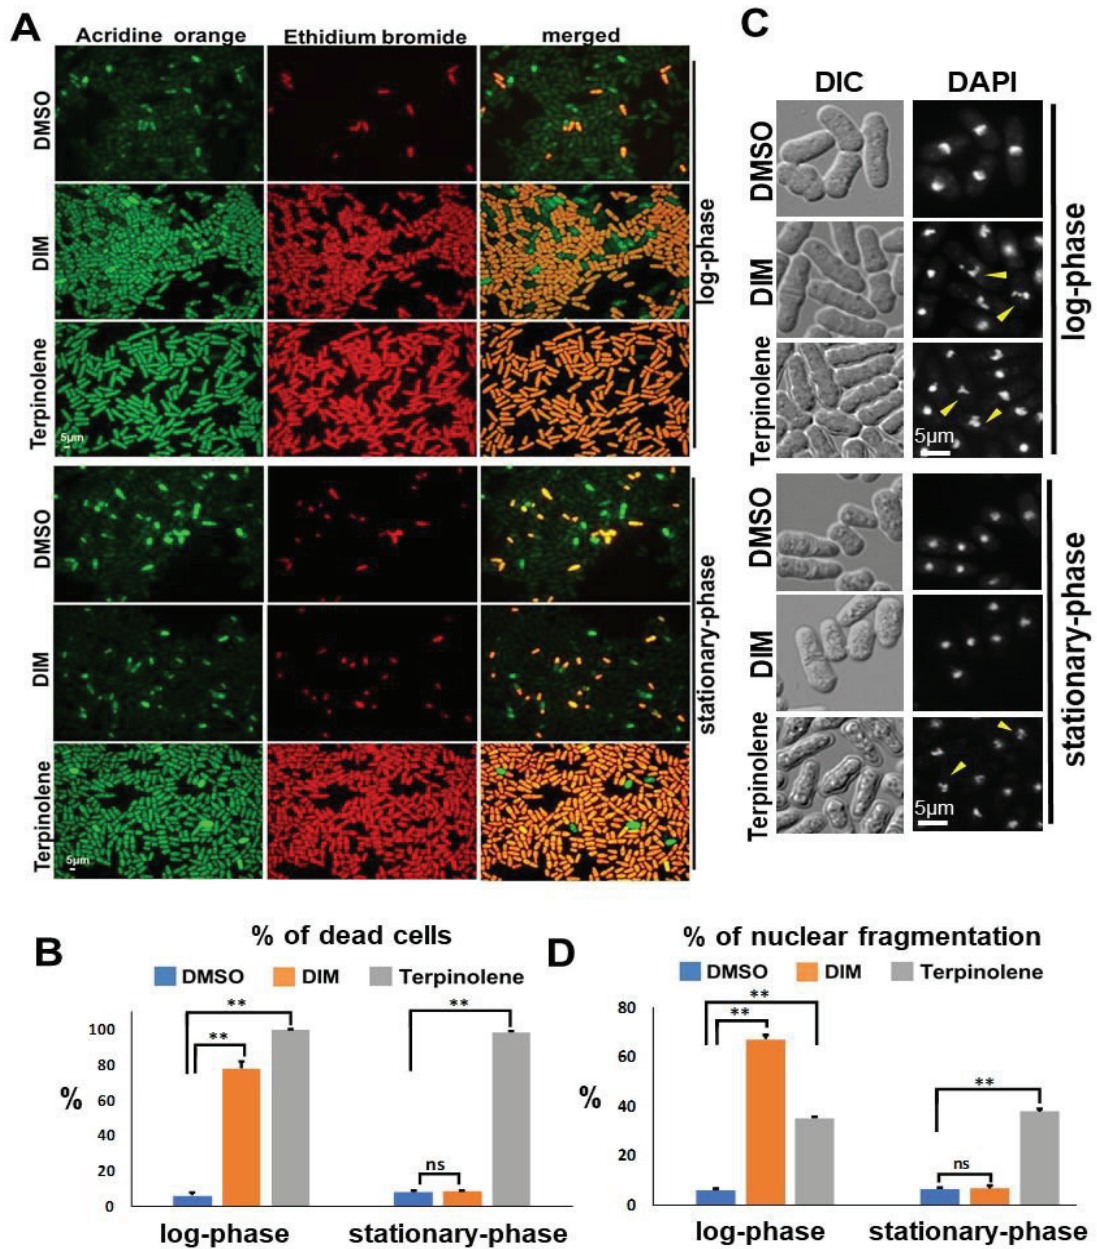 A
Acridine orange
Ethidium bromide
merged
DMSO
DIM
Terpinolene
5µm
log-phase
DMSO
DIM
Terpinolene
5µm
stationary-phase
C
DIC
DAPI
DMSO
DIM
Terpinolene
5µm
log-phase
DMSO
DIM
Terpinolene
5µm
stationary-phase
B
% of dead cells
DMSO
DIM
Terpinolene
%
100
80
60
40
20
0
**
**
**
ns
log-phase
stationary-phase
D
% of nuclear fragmentation
DMSO
DIM
Terpinolene
%
80
60
40
20
0
**
**
**
ns
log-phase
stationary-phase